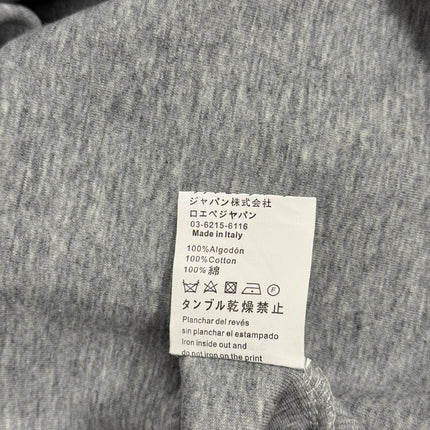 ジャパン株式会社
ロエベジャパン
03-6215-6116
Made in Italy
100%Algodón
100%Cotton
100% 綿
F
タンブル乾燥禁止
Planchar del revés
sin planchar el estampado
Iron inside out and
do not iron on the print